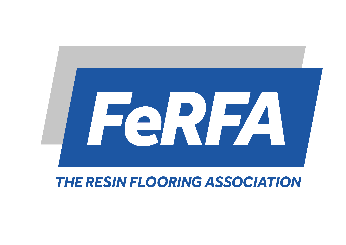 FeRFA
THE RESIN FLOORING ASSOCIATION